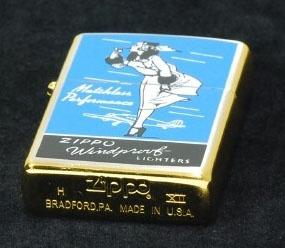 Matchless
Performance
ZIPPO
Windproof
LIGHTERS
H Zippo XII
BRADFORD,PA. MADE IN U.S.A.